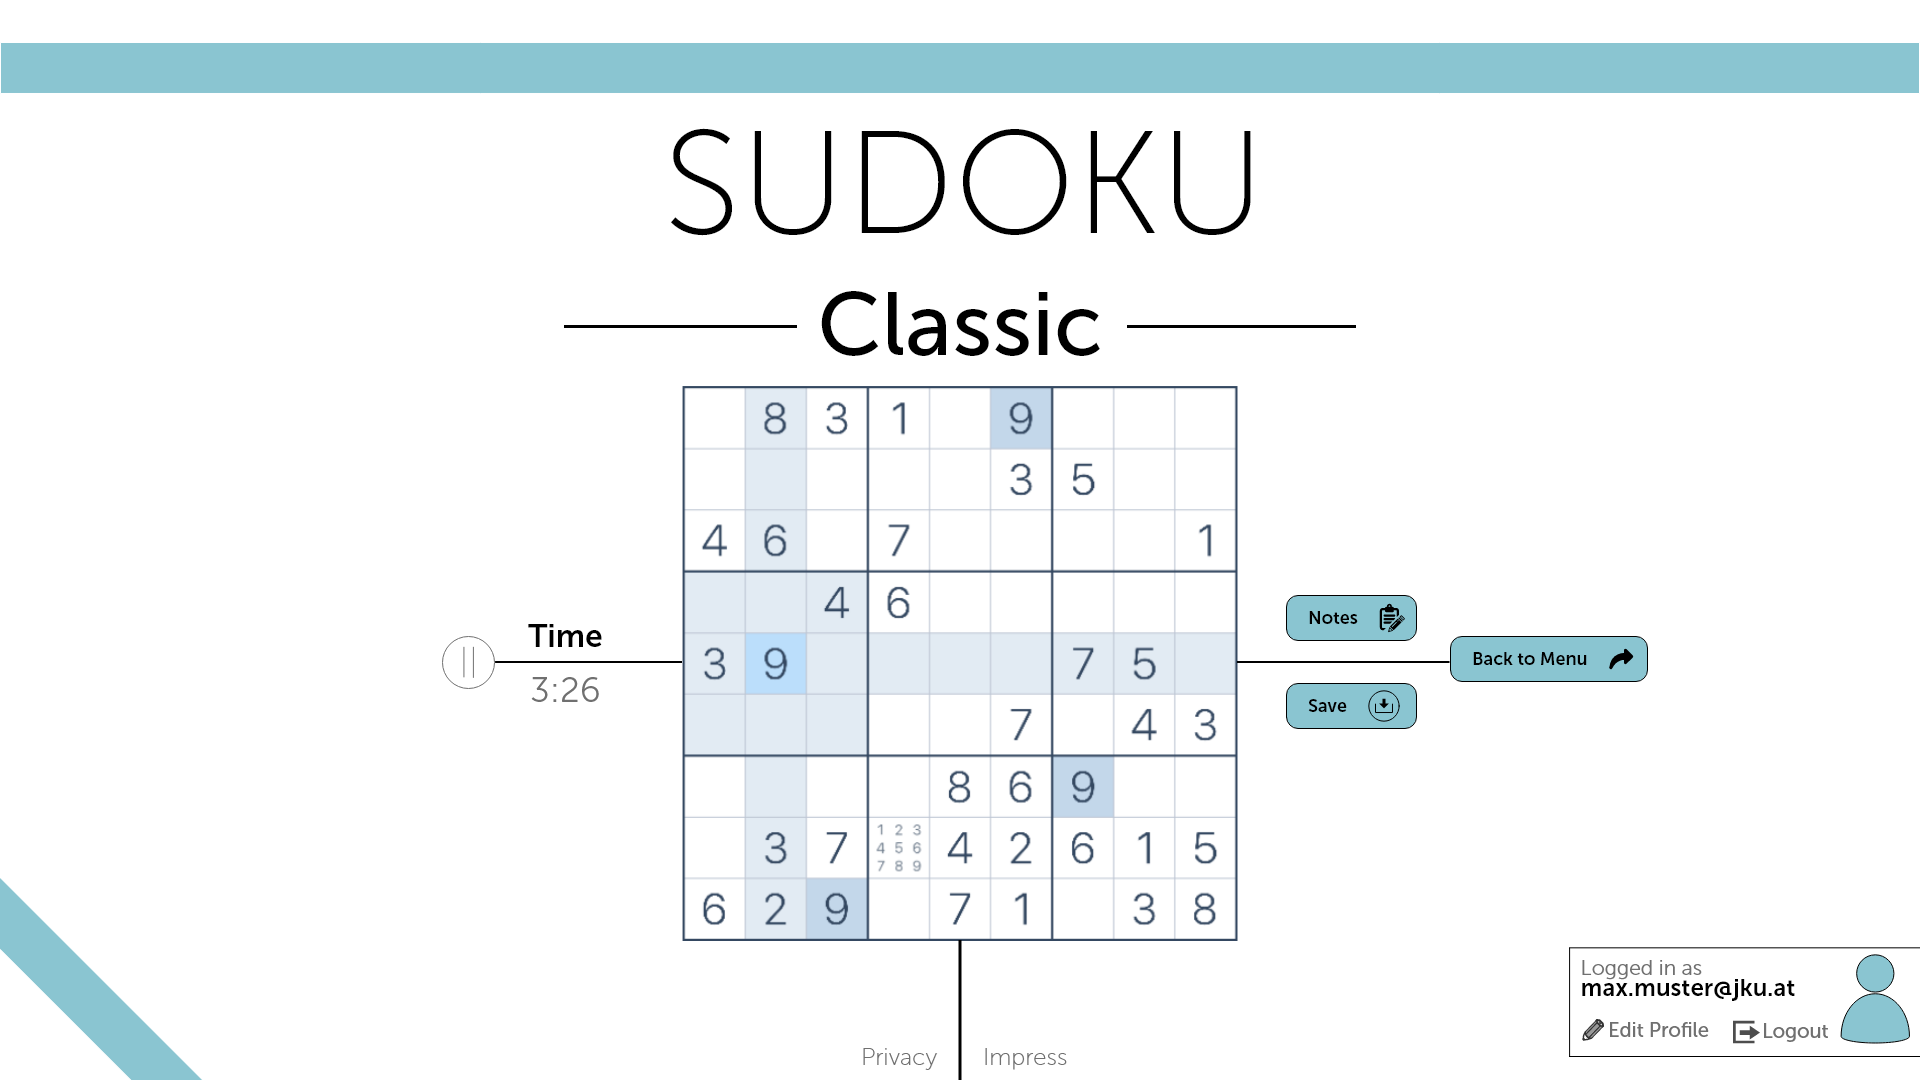 SUDOKU
Classic
8 3 1 9
3 5
4 6 7 1
4 6
3 9 7 5
7 4 3
8 6 9
3 7 1 2 3 4 5 6 7 8 9 4 2 6 1 5
6 2 9 7 1 3 8
Time
3:26
Notes
Back to Menu
Save
Logged in as
max.muster@jku.at
Edit Profile Logout
Privacy Impress